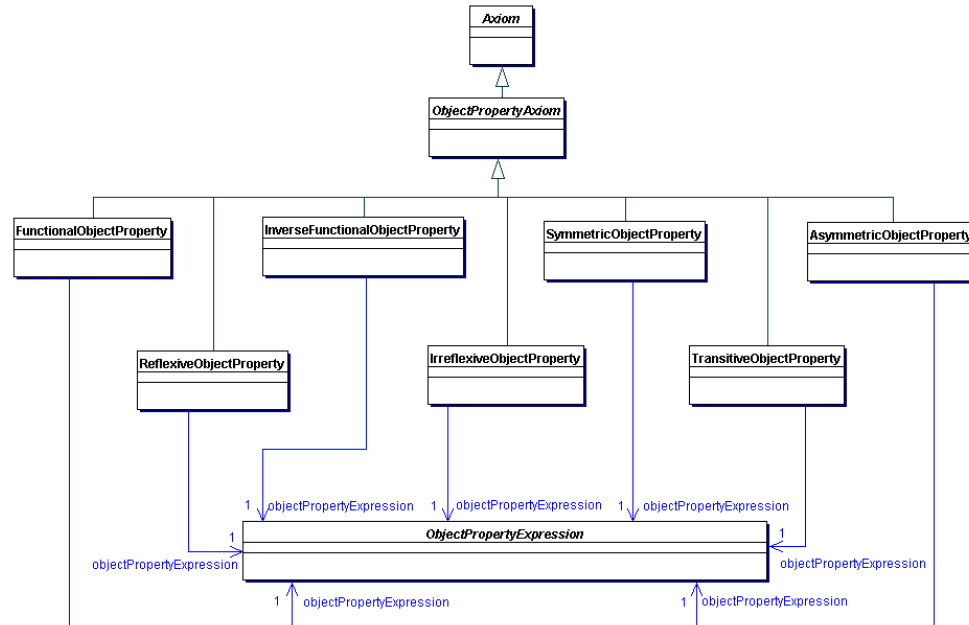 Axiom
ObjectPropertyAxiom
FunctionalObjectProperty
InverseFunctionalObjectProperty
SymmetricObjectProperty
AsymmetricObjectProperty
ReflexiveObjectProperty
IrreflexiveObjectProperty
TransitiveObjectProperty
1 objectPropertyExpression
1 objectPropertyExpression
1 objectPropertyExpression
ObjectPropertyExpression
1
objectPropertyExpression
1
objectPropertyExpression
1 objectPropertyExpression
1 objectPropertyExpression